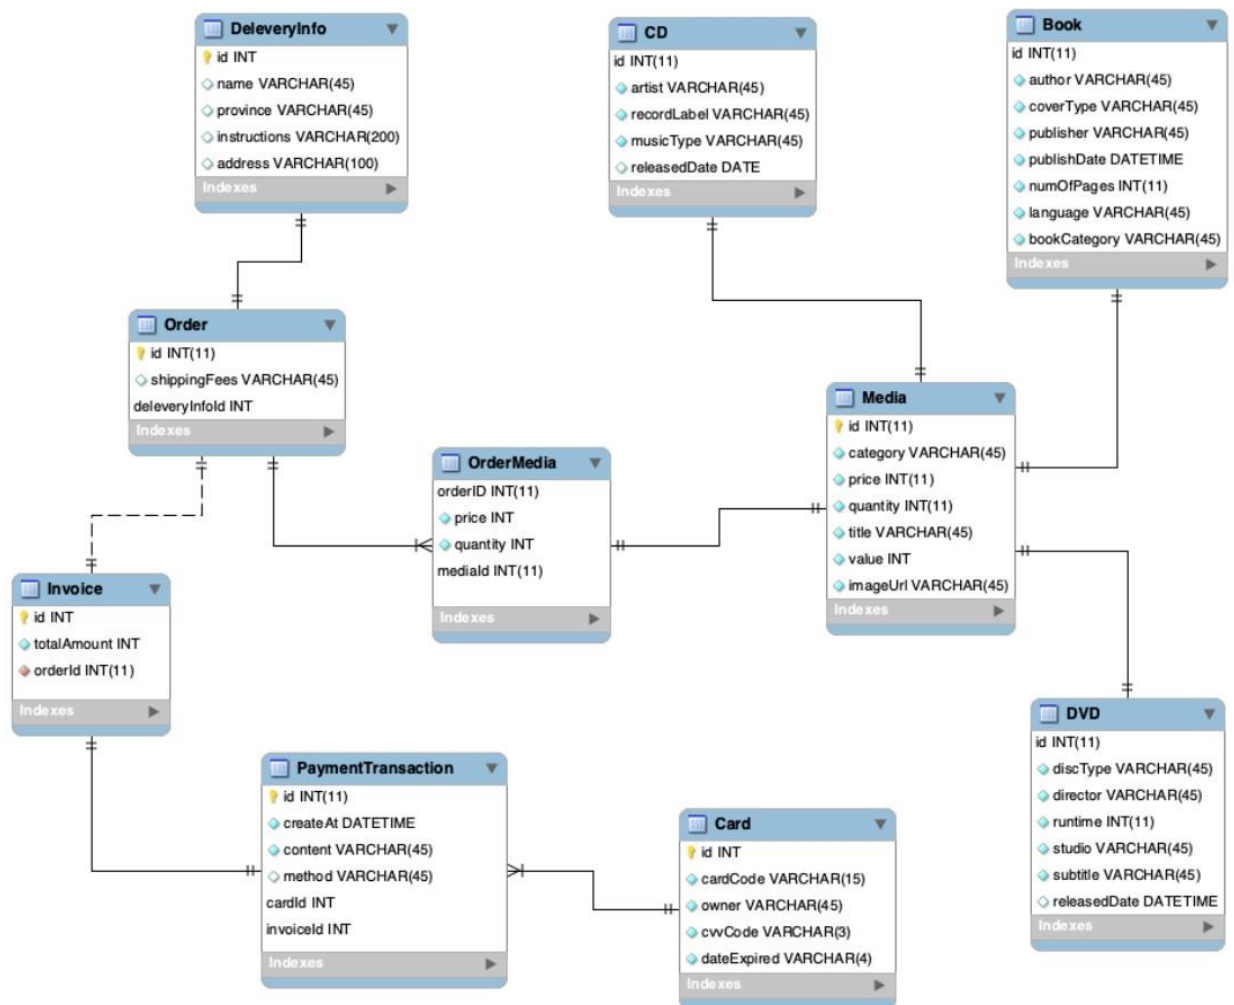 DeleveryInfo
id INT
name VARCHAR(45)
province VARCHAR(45)
instructions VARCHAR(200)
address VARCHAR(100)
Indexes
CD
id INT(11)
artist VARCHAR(45)
recordLabel VARCHAR(45)
musicType VARCHAR(45)
releasedDate DATE
Indexes
Book
id INT(11)
author VARCHAR(45)
coverType VARCHAR(45)
publisher VARCHAR(45)
publishDate DATETIME
numOfPages INT(11)
language VARCHAR(45)
bookCategory VARCHAR(45)
Indexes
Order
id INT(11)
shippingFees VARCHAR(45)
deleveryInfoId INT
Indexes
OrderMedia
orderID INT(11)
price INT
quantity INT
mediaId INT(11)
Indexes
Media
id INT(11)
category VARCHAR(45)
price INT(11)
quantity INT(11)
title VARCHAR(45)
value INT
imageUrl VARCHAR(45)
Indexes
Invoice
id INT
totalAmount INT
orderId INT(11)
Indexes
PaymentTransaction
id INT(11)
createAt DATETIME
content VARCHAR(45)
method VARCHAR(45)
cardId INT
invoiceId INT
Indexes
Card
id INT
cardCode VARCHAR(15)
owner VARCHAR(45)
cvvCode VARCHAR(3)
dateExpired VARCHAR(4)
Indexes
DVD
id INT(11)
discType VARCHAR(45)
director VARCHAR(45)
runtime INT(11)
studio VARCHAR(45)
subtitle VARCHAR(45)
releasedDate DATETIME
Indexes